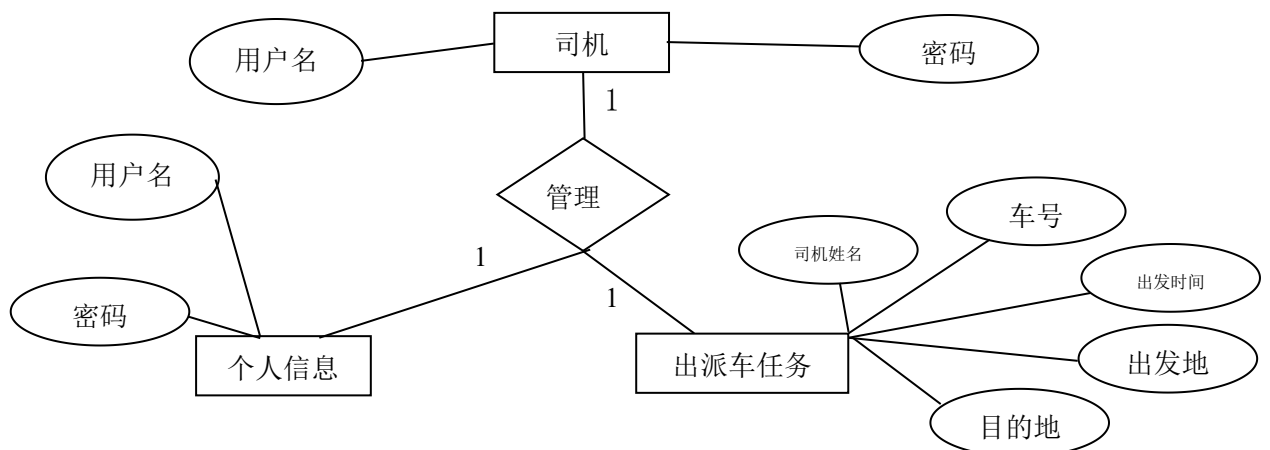 用户名
司机
密码
1
用户名
管理
车号
司机姓名
1
出发时间
1
密码
个人信息
出派车任务
出发地
目的地